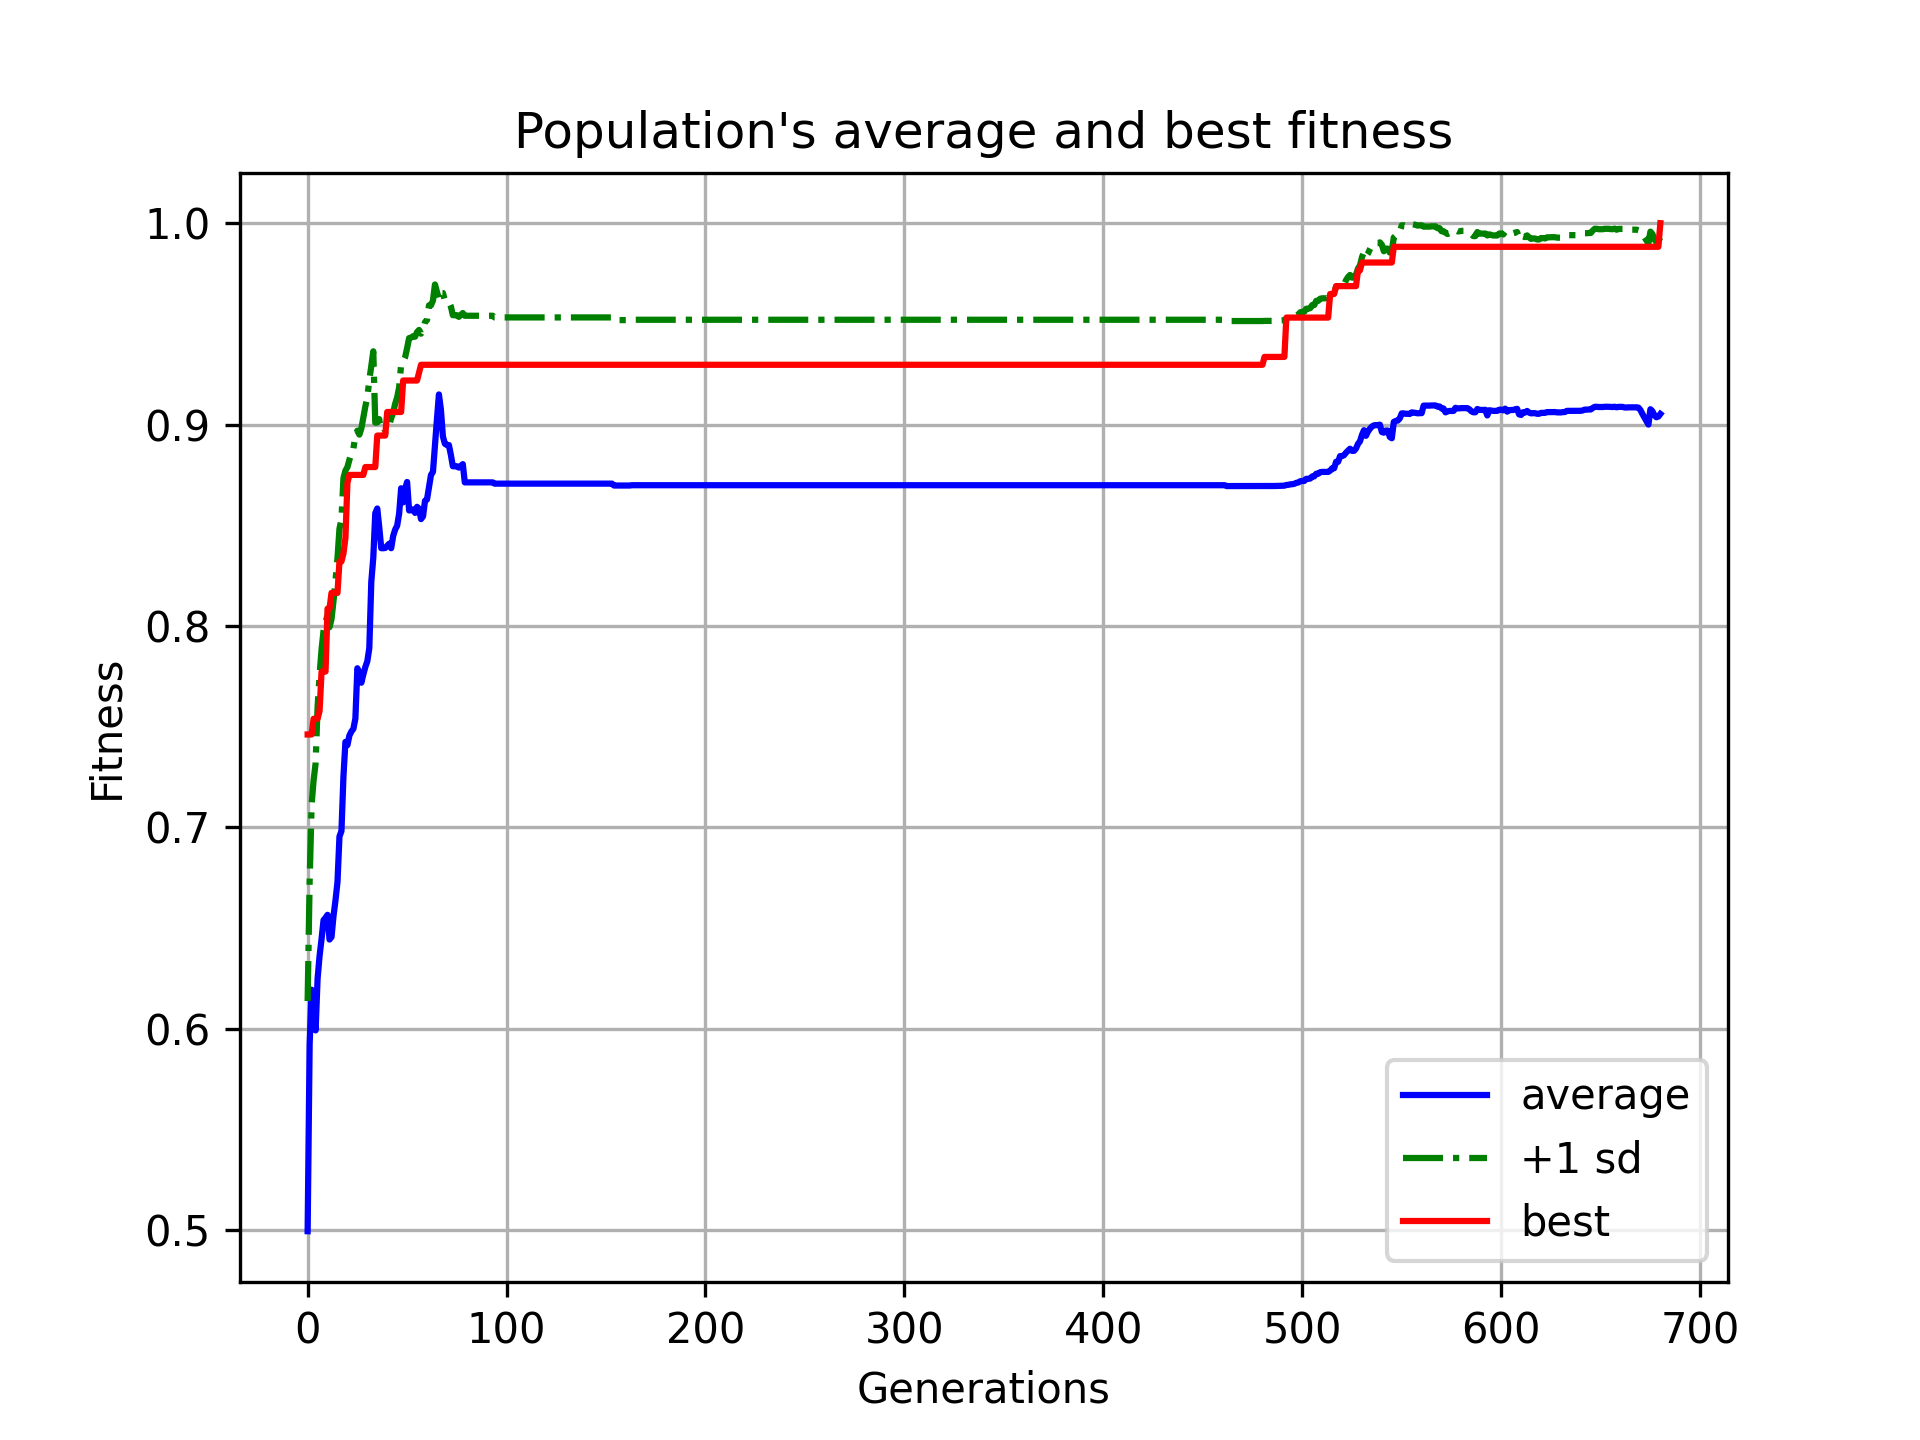 Population's average and best fitness
1.0
0.9
0.8
0.7
0.6
0.5
Fitness
average
+1 sd
best
0 100 200 300 400 500 600 700
Generations